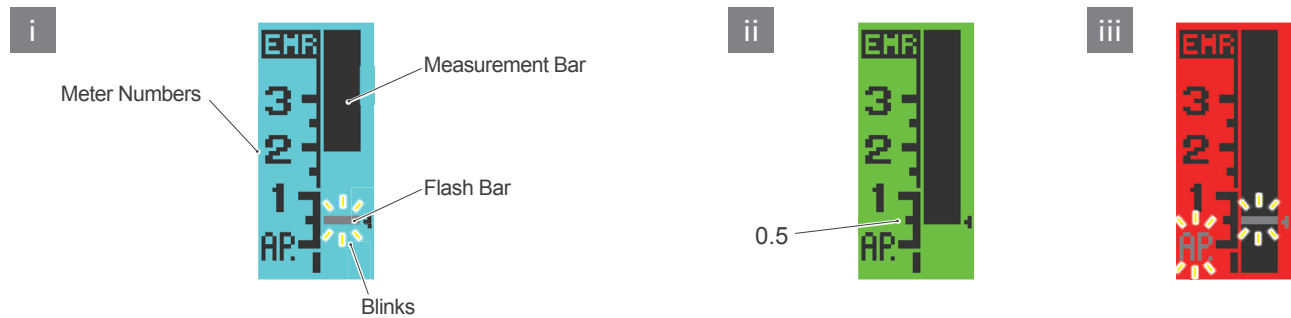 i
EMR
3
2
1
AP.
Meter Numbers
Measurement Bar
Flash Bar
Blinks
ii
EMR
3
2
1
AP.
0.5
iii
EMR
3
2
1
AP.